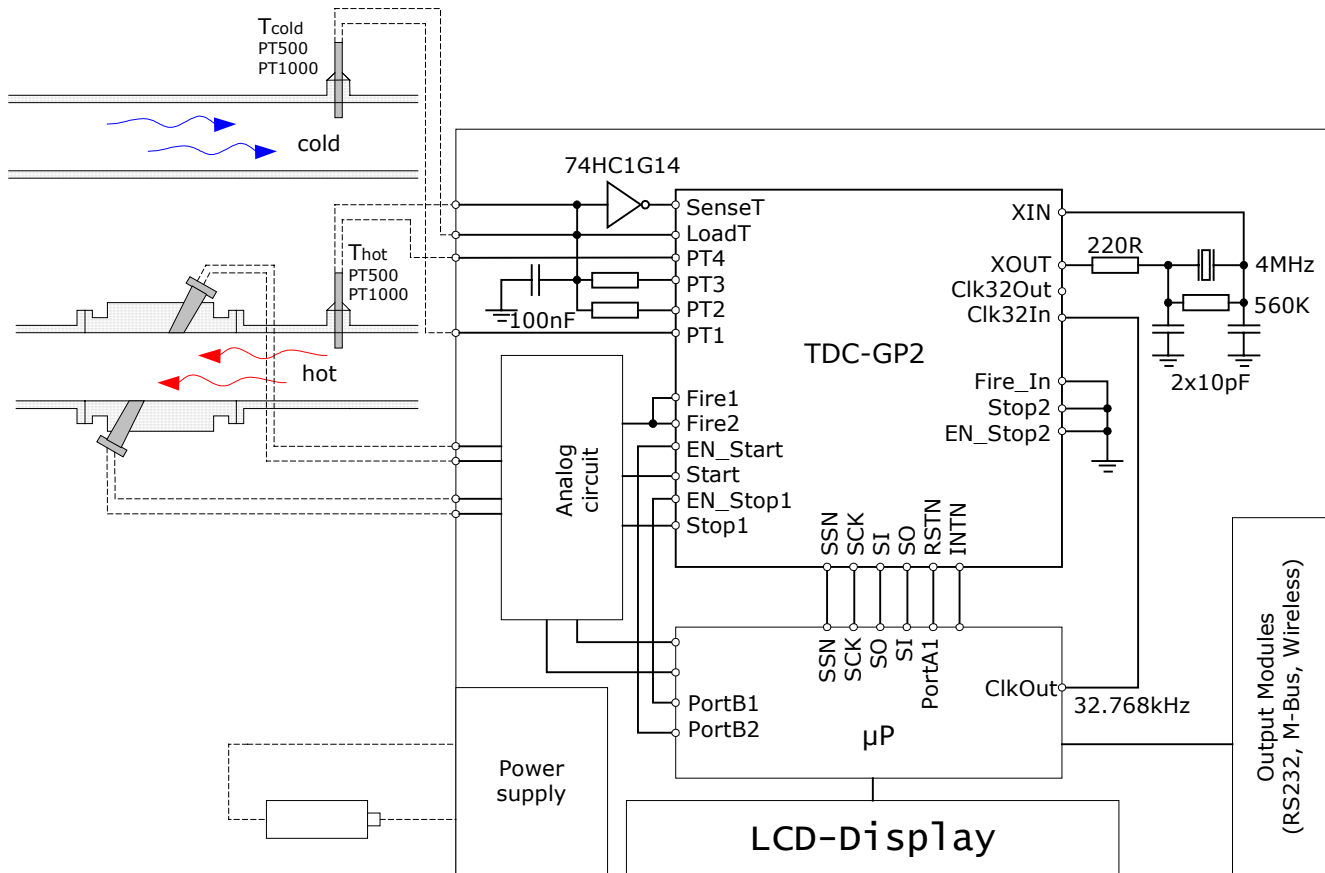 Tcold
PT500
PT1000
cold
Thot
PT500
PT1000
hot
74HC1G14
100nF
SenseT
LoadT
PT4
PT3
PT2
PT1
Fire1
Fire2
EN_Start
Start
EN_Stop1
Stop1
TDC-GP2
XIN
XOUT
Clk32Out
Clk32In
Fire_In
Stop2
EN_Stop2
220R
4MHz
560K
2x10pF
Analog
circuit
SSN
SCK
SI
SO
RSTN
INTN
SSN
SCK
SO
SI
PortA1
PortB1
PortB2
µP
ClkOut
32.768kHz
Power
supply
LCD-Display
Output Modules
(RS232, M-Bus, Wireless)